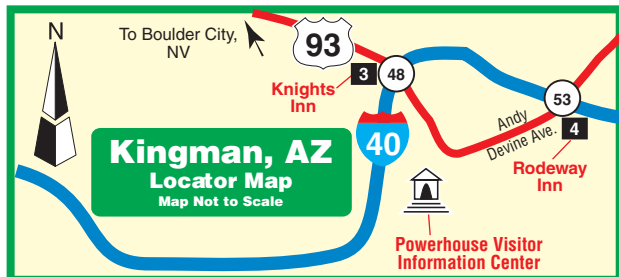 N
To Boulder City,
NV
93
3
48
Knights
Inn
53
4
Andy
Devine Ave.
Rodeway
Inn
Kingman, AZ
Locator Map
Map Not to Scale
40
Powerhouse Visitor
Information Center